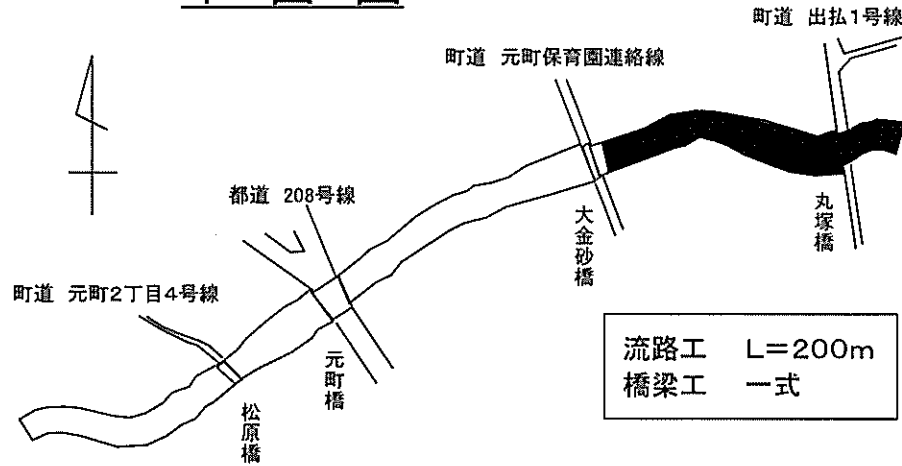 町道 出払1号線
町道 元町保育園連絡線
都道 208号線
丸塚橋
大金砂橋
町道 元町2丁目4号線
元町橋
松原橋
流路工 L=200m
橋梁工 一式